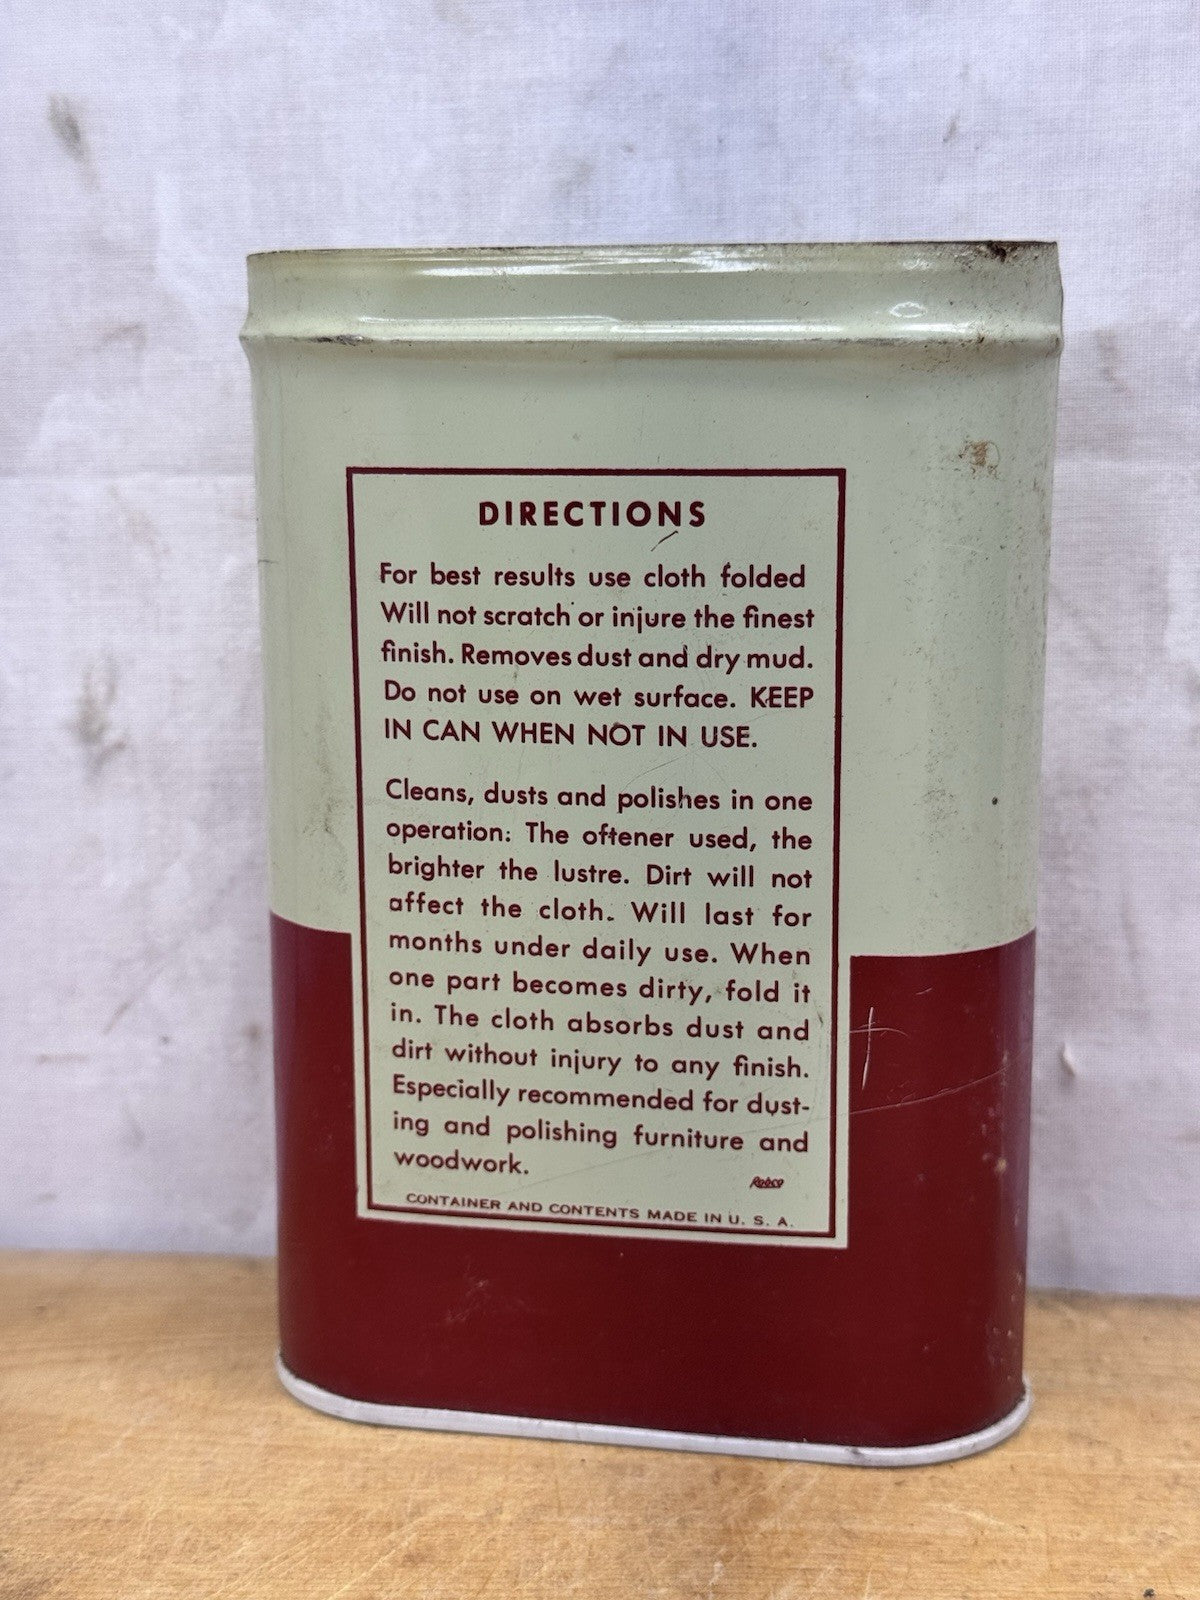 DIRECTIONS
For best results use cloth folded
Will not scratch or injure the finest
finish. Removes dust and dry mud.
Do not use on wet surface. KEEP
IN CAN WHEN NOT IN USE.
Cleans, dusts and polishes in one
operation: The oftener used, the
brighter the lustre. Dirt will not
affect the cloth. Will last for
months under daily use. When
one part becomes dirty, fold it
in. The cloth absorbs dust and
dirt without injury to any finish.
Especially recommended for dust-
ing and polishing furniture and
woodwork.
Robco
CONTAINER AND CONTENTS MADE IN U. S. A.